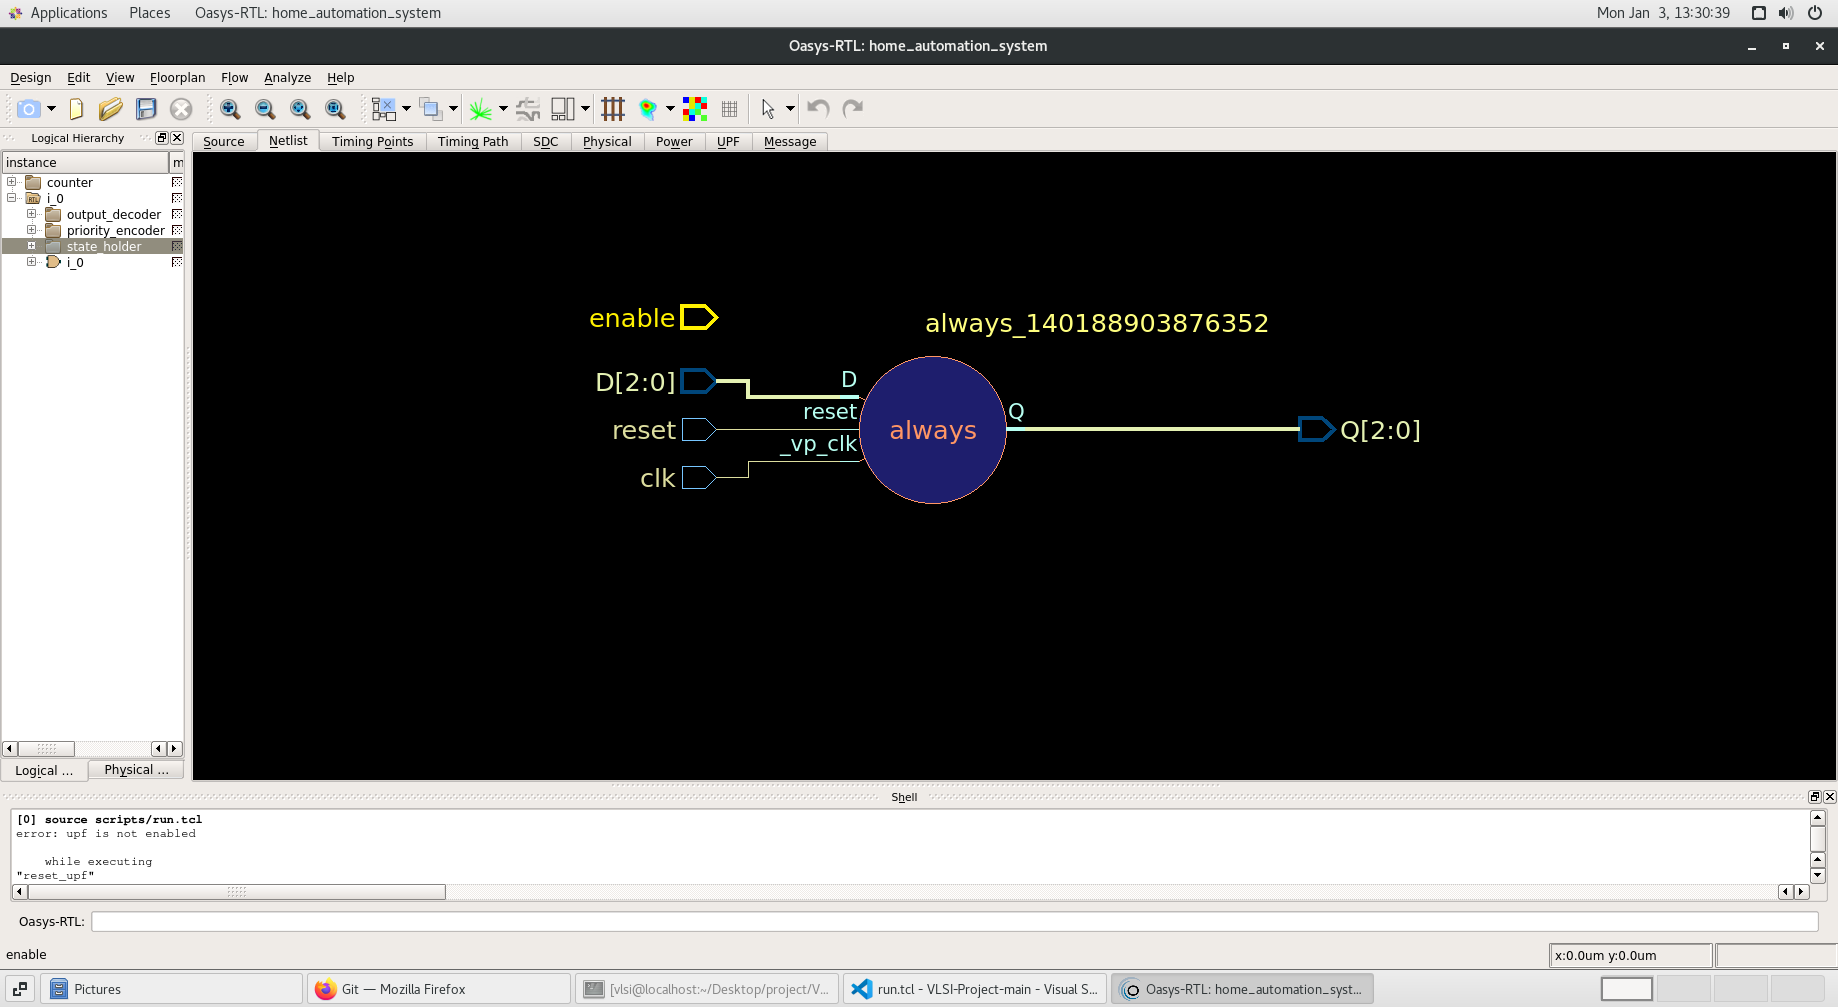 Applications Places Oasys-RTL: home_automation_system Mon Jan 3, 13:30:39
Oasys-RTL: home_automation_system
Design Edit View Floorplan Flow Analyze Help
Logical Hierarchy
Source Netlist Timing Points Timing Path SDC Physical Power UPF Message
instance m
counter
RTL i_0
output_decoder
priority_encoder
state_holder
i_0
enable
always_140188903876352
D[2:0] D
reset reset
always
Q Q[2:0]
clk _vp_clk
Logical ... Physical ...
Shell
[0] source scripts/run.tcl
error: upf is not enabled
while executing
"reset_upf"
Oasys-RTL:
enable
x:0.0um y:0.0um
Pictures Git — Mozilla Firefox [vlsi@localhost:~/Desktop/project/V... run.tcl - VLSI-Project-main - Visual S... Oasys-RTL: home_automation_syst...